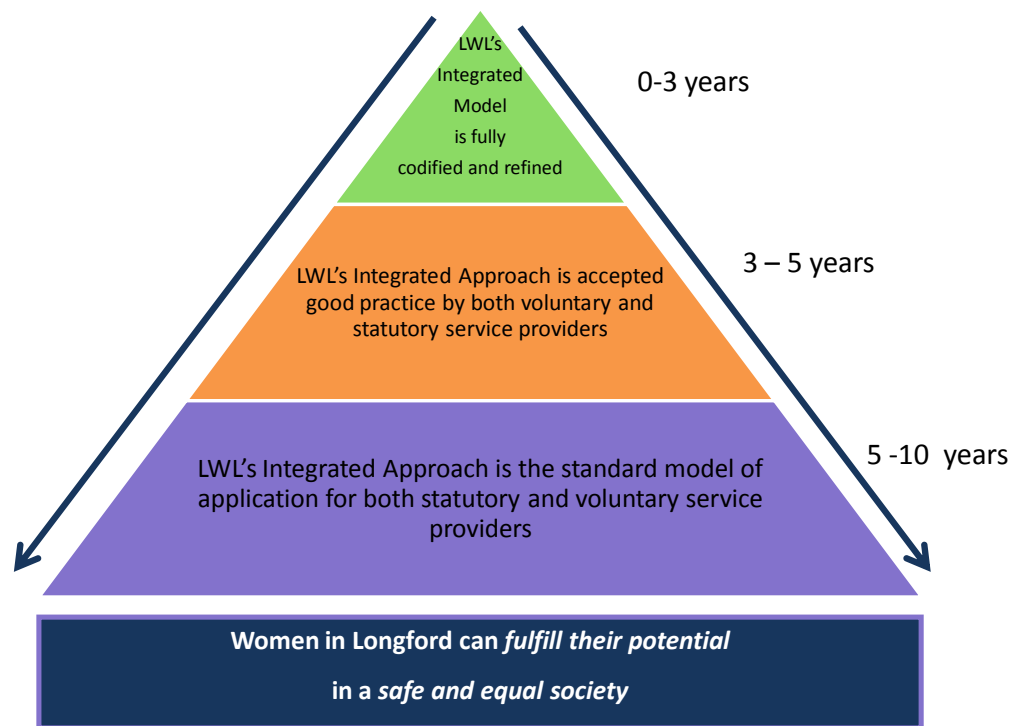 LWL's
Integrated
Model
is fully
codified and refined
0-3 years
LWL's Integrated Approach is accepted
good practice by both voluntary and
statutory service providers
3 – 5 years
LWL's Integrated Approach is the standard model of
application for both statutory and voluntary service
providers
5 -10 years
Women in Longford can fulfill their potential
in a safe and equal society